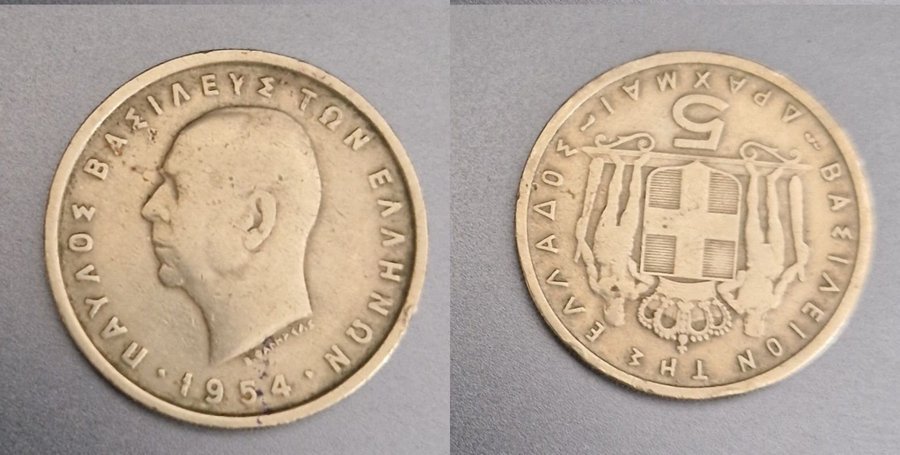 ΠΑΥΛΟΣ ΒΑΣΙΛΕΥΣ ΤΩΝ ΕΛΛΗΝΩΝ
· 1954 ·
ΒΑΣΙΛΕΙΟΝ ΤΗΣ ΕΛΛΑΔΟΣ
5
ΔΡΑΧΜΑΙ